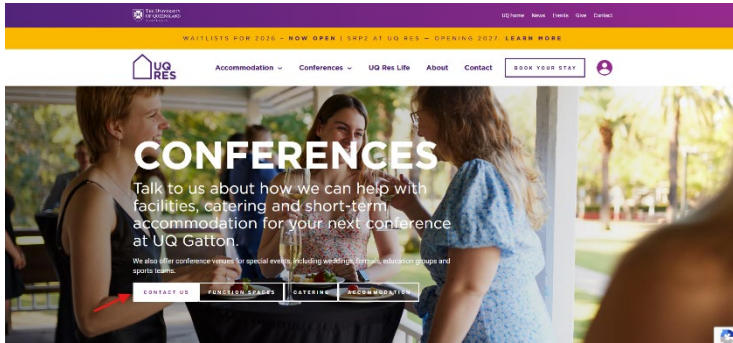 THE UNIVERSITY
OF QUEENSLAND
UQ home News Events Give Contact
WAITLISTS FOR 2026 – NOW OPEN | SRP2 AT UQ RES – OPENING 2027. LEARN MORE
UQ RES
Accommodation Conferences UQ Res Life About Contact BOOK YOUR STAY
CONFERENCES
Talk to us about how we can help with
facilities, catering and short-term
accommodation for your next conference
at UQ Gatton.
We also offer conference venues for special events, including weddings, formals, education groups and
sports teams.
CONTACT US FUNCTION SPACES CATERING ACCOMMODATION